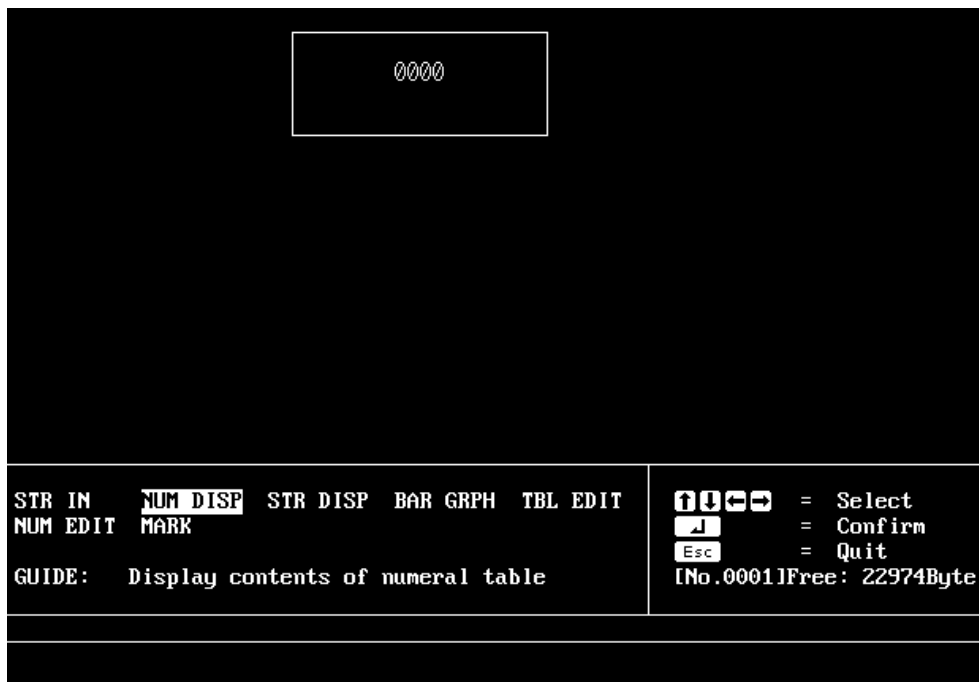 0000
STR IN NUM DISP STR DISP BAR GRPH TBL EDIT
NUM EDIT MARK
GUIDE: Display contents of numeral table
↑↓←→ = Select
↵ = Confirm
Esc = Quit
[No.0001]Free: 22974Byte